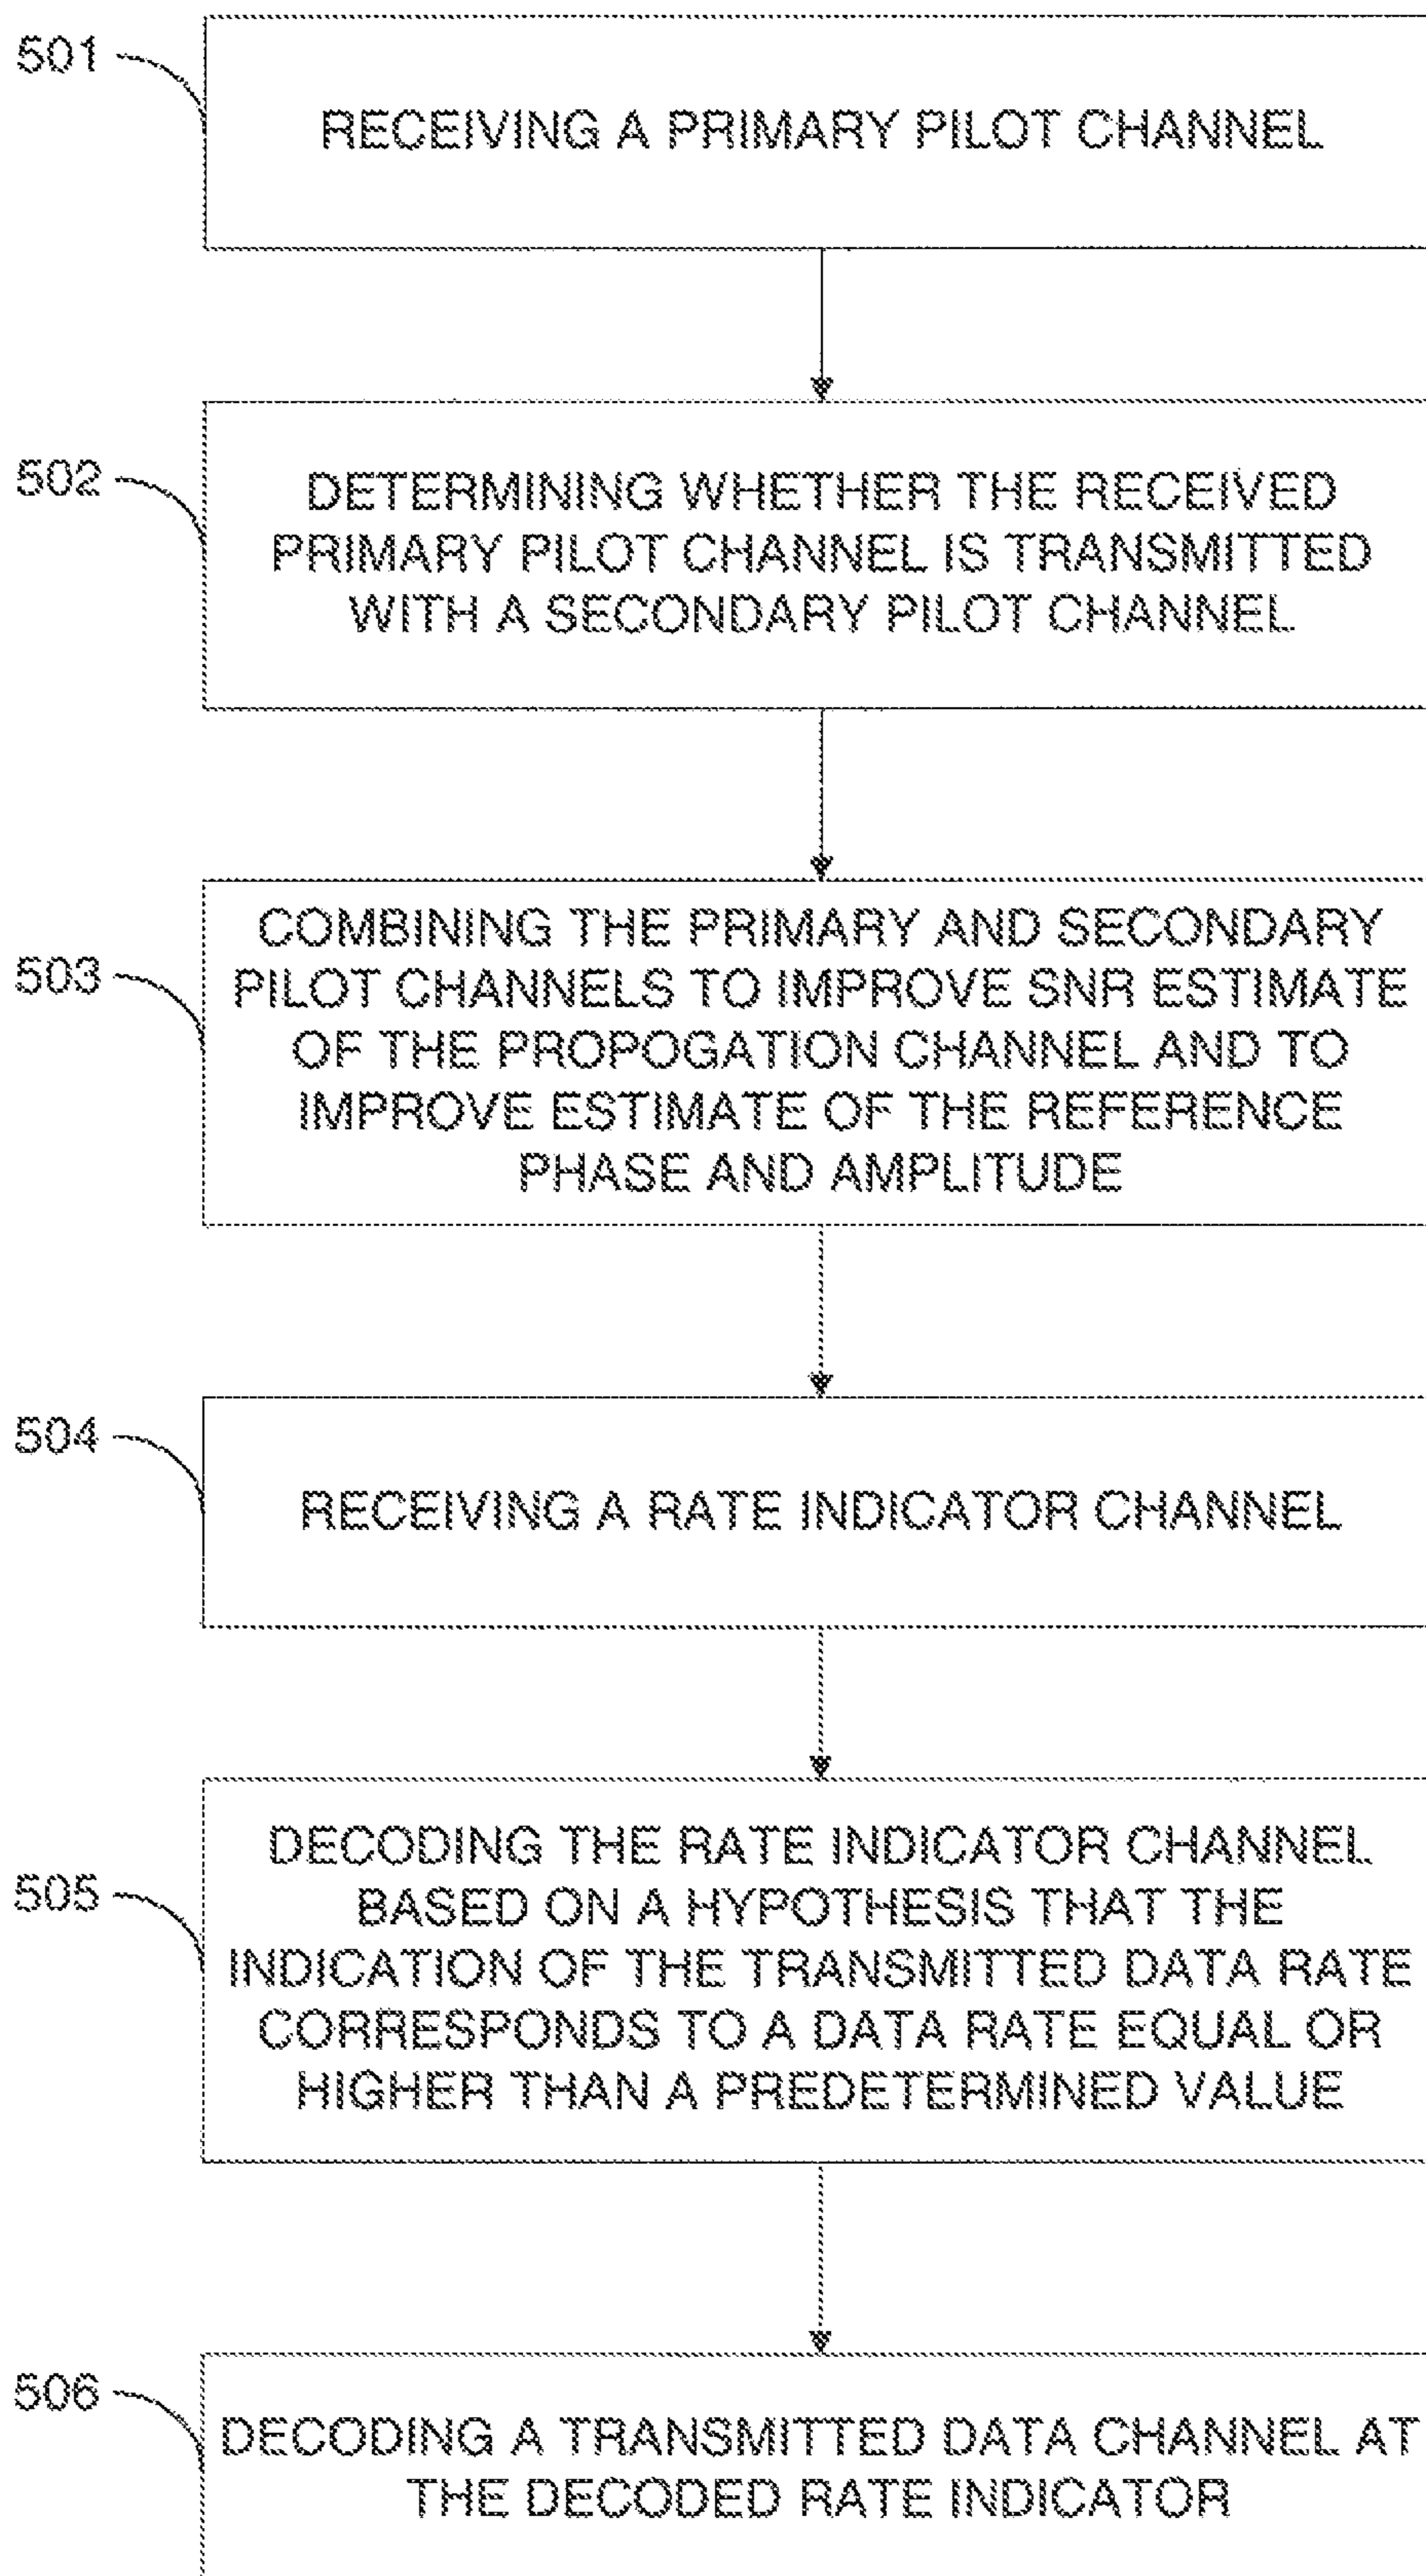 501
RECEIVING A PRIMARY PILOT CHANNEL
502
DETERMINING WHETHER THE RECEIVED
PRIMARY PILOT CHANNEL IS TRANSMITTED
WITH A SECONDARY PILOT CHANNEL
503
COMBINING THE PRIMARY AND SECONDARY
PILOT CHANNELS TO IMPROVE SNR ESTIMATE
OF THE PROPOGATION CHANNEL AND TO
IMPROVE ESTIMATE OF THE REFERENCE
PHASE AND AMPLITUDE
504
RECEIVING A RATE INDICATOR CHANNEL
505
DECODING THE RATE INDICATOR CHANNEL
BASED ON A HYPOTHESIS THAT THE
INDICATION OF THE TRANSMITTED DATA RATE
CORRESPONDS TO A DATA RATE EQUAL OR
HIGHER THAN A PREDETERMINED VALUE
506
DECODING A TRANSMITTED DATA CHANNEL AT
THE DECODED RATE INDICATOR